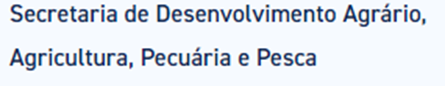 Secretaria de Desenvolvimento Agrário,
Agricultura, Pecuária e Pesca